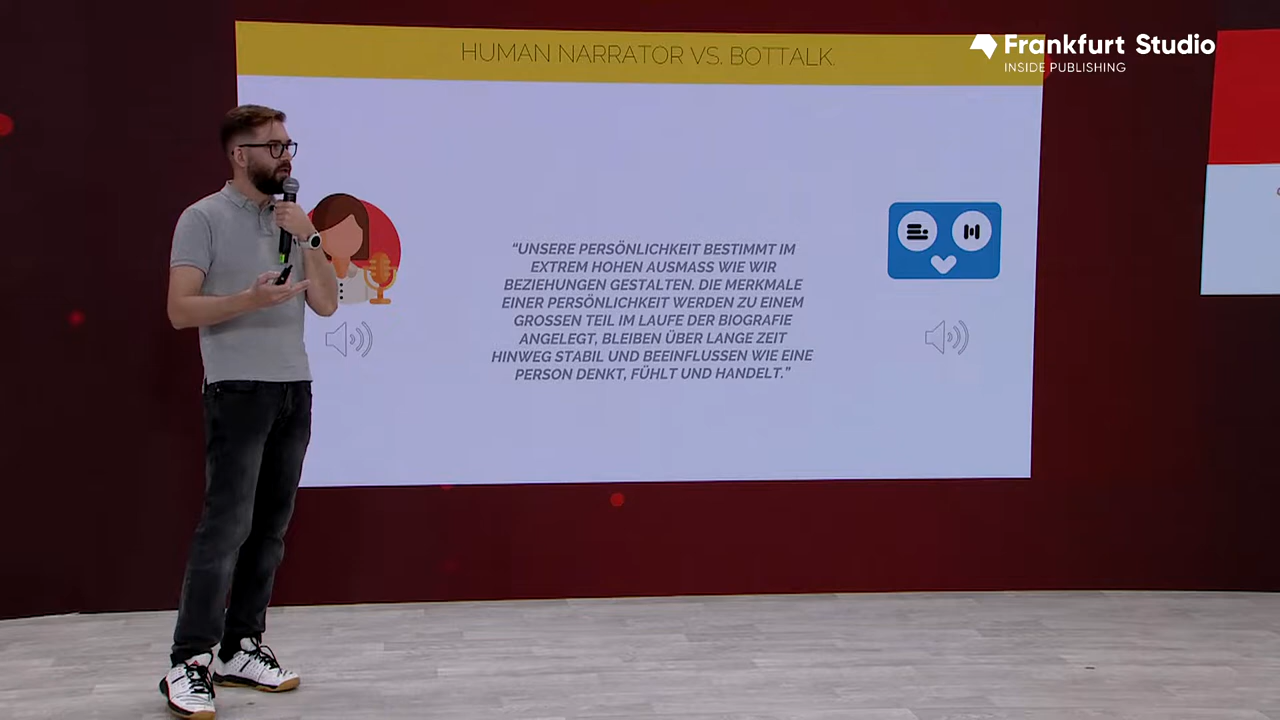 HUMAN NARRATOR VS. BOTTALK.
Frankfurt Studio
INSIDE PUBLISHING
“UNSERE PERSÖNLICHKEIT BESTIMMT IM
EXTREM HOHEN AUSMASS WIE WIR
BEZIEHUNGEN GESTALTEN. DIE MERKMALE
EINER PERSÖNLICHKEIT WERDEN ZU EINEM
GROSSEN TEIL IM LAUFE DER BIOGRAFIE
ANGELEGT, BLEIBEN ÜBER LANGE ZEIT
HINWEG STABIL UND BEEINFLUSSEN WIE EINE
PERSON DENKT, FÜHLT UND HANDELT.”